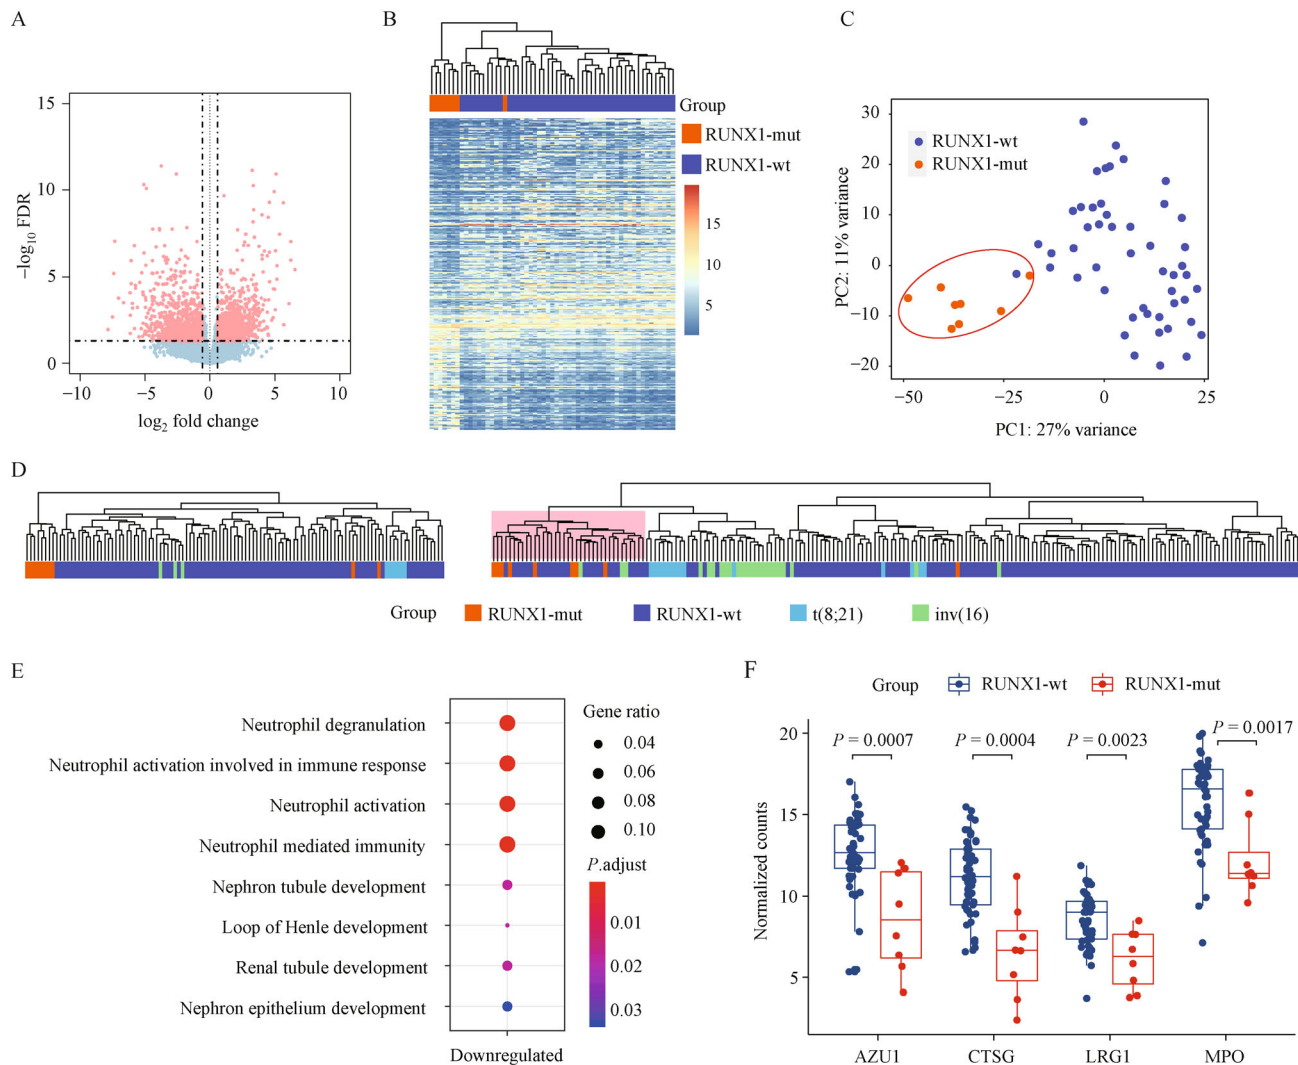 A
15
10
5
0
−log10 FDR
−10
−5
0
5
10
log2 fold change
B
Group
RUNX1-mut
RUNX1-wt
15
10
5
C
30
20
10
0
−10
−20
PC2: 11% variance
RUNX1-wt
RUNX1-mut
−50
−25
0
25
PC1: 27% variance
D
Group
RUNX1-mut
RUNX1-wt
t(8;21)
inv(16)
E
Neutrophil degranulation
Neutrophil activation involved in immune response
Neutrophil activation
Neutrophil mediated immunity
Nephron tubule development
Loop of Henle development
Renal tubule development
Nephron epithelium development
Downregulated
Gene ratio
0.04
0.06
0.08
0.10
P.adjust
0.01
0.02
0.03
F
Group
RUNX1-wt
RUNX1-mut
Normalized counts
20
15
10
5
P = 0.0007
P = 0.0004
P = 0.0023
P = 0.0017
AZU1
CTSG
LRG1
MPO